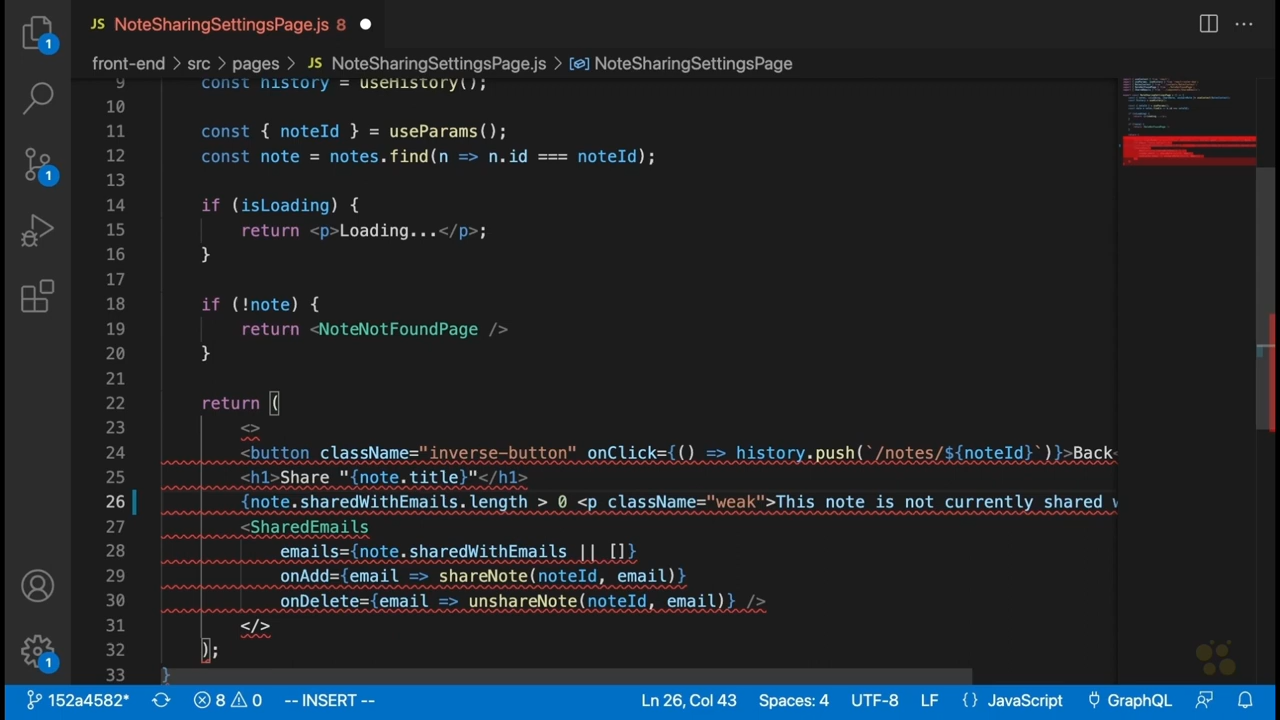 JS NoteSharingSettingsPage.js 8
front-end > src > pages > JS NoteSharingSettingsPage.js > NoteSharingSettingsPage
1
9 const history = useHistory();
10
11 const { noteId } = useParams();
12 const note = notes.find(n => n.id === noteId);
13
14 if (isLoading) {
15 return <p>Loading...</p>;
16 }
17
18 if (!note) {
19 return <NoteNotFoundPage />
20 }
21
22 return (
23 <>
24 <button className="inverse-button" onClick={() => history.push(`/notes/${noteId}`)}>Back<
25 <h1>Share "{note.title}"</h1>
26 {note.sharedWithEmails.length > 0 <p className="weak">This note is not currently shared w
27 <SharedEmails
28 emails={note.sharedWithEmails || []}
29 onAdd={email => shareNote(noteId, email)}
30 onDelete={email => unshareNote(noteId, email)} />
31 </>
32 );
33 }
1
1
152a4582* 8 0 -- INSERT -- Ln 26, Col 43 Spaces: 4 UTF-8 LF {} JavaScript GraphQL